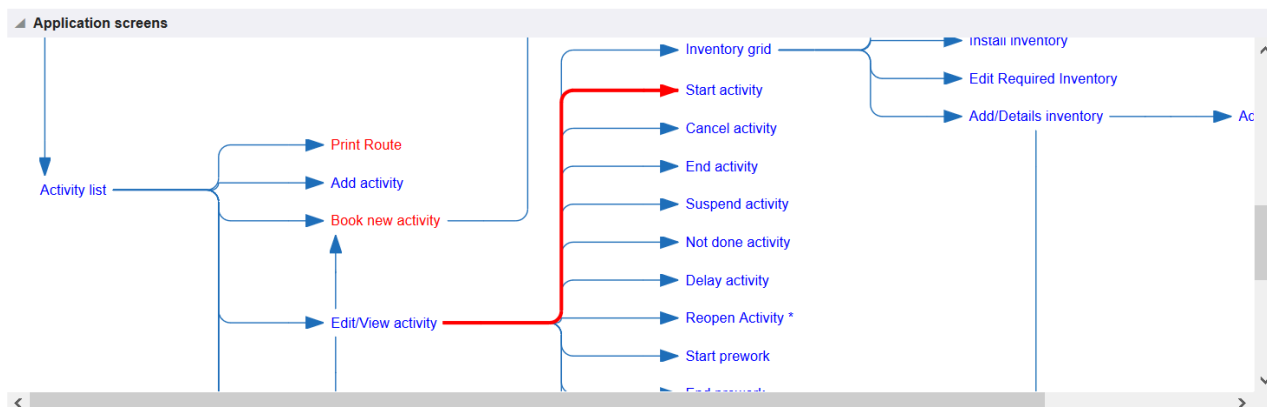 Application screens
Inventory grid
Install inventory
Start activity
Edit Required Inventory
Cancel activity
Add/Details inventory
Print Route
End activity
Activity list
Add activity
Suspend activity
Book new activity
Not done activity
Delay activity
Edit/View activity
Reopen Activity *
Start prework
End prework